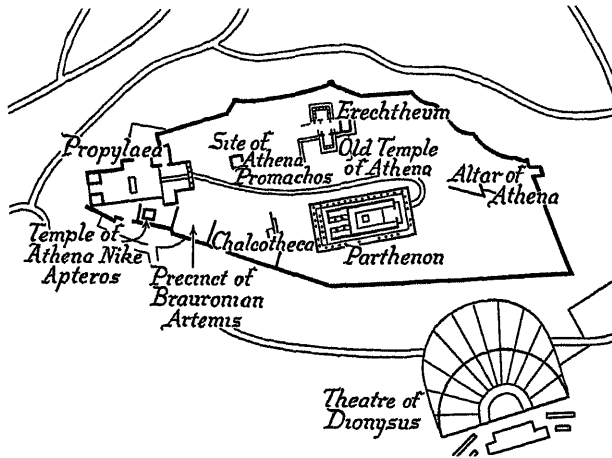 Erechtheum
Propylaea
Site of
Athena
Promachos
Old Temple
of Athena
Altar of
Athena
Temple of
Athena Nike
Apteros
Chalcotheca
Parthenon
Precinct of
Brauronian
Artemis
Theatre of
Dionysus